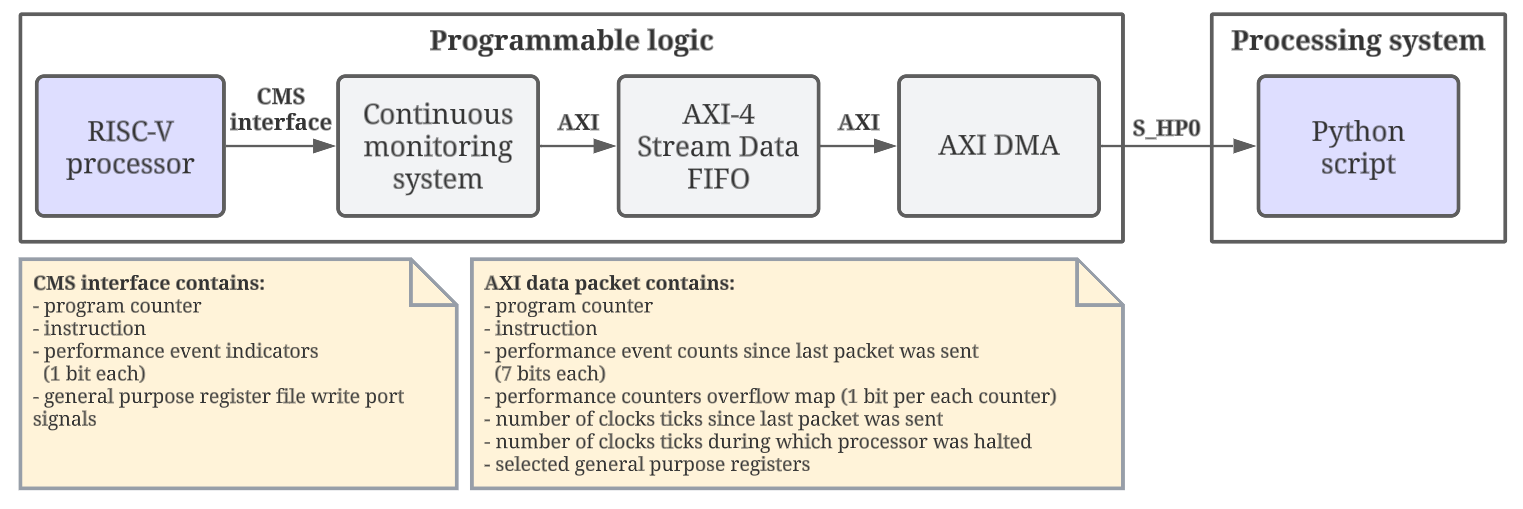 Programmable logic
Processing system
RISC-V
processor
CMS
interface
Continuous
monitoring
system
AXI
AXI-4
Stream Data
FIFO
AXI
AXI DMA
S_HP0
Python
script
CMS interface contains:
- program counter
- instruction
- performance event indicators
(1 bit each)
- general purpose register file write port
signals
AXI data packet contains:
- program counter
- instruction
- performance event counts since last packet was sent
(7 bits each)
- performance counters overflow map (1 bit per each counter)
- number of clocks ticks since last packet was sent
- number of clocks ticks during which processor was halted
- selected general purpose registers